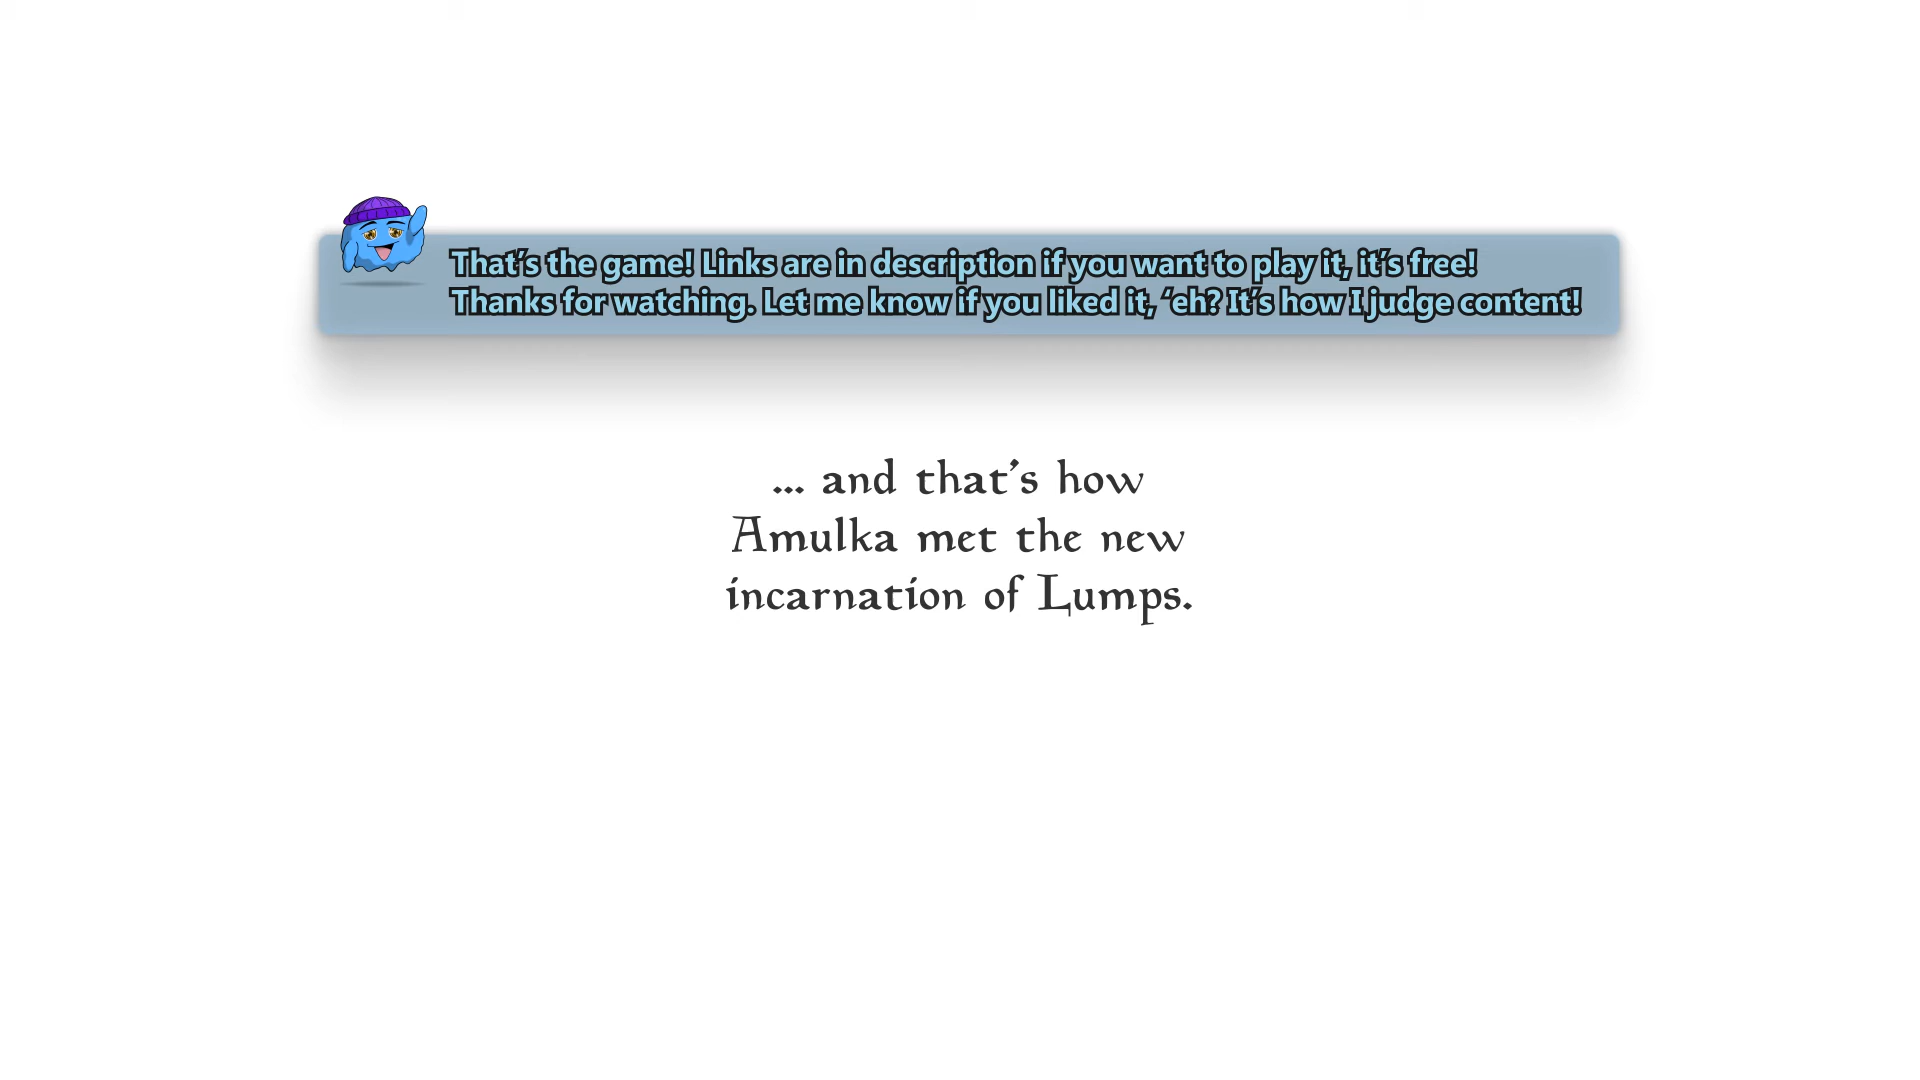 That's the game! Links are in description if you want to play it, it's free!
Thanks for watching. Let me know if you liked it, ‘eh? It's how I judge content!
... and that's how
Amulka met the new
incarnation of Lumps.